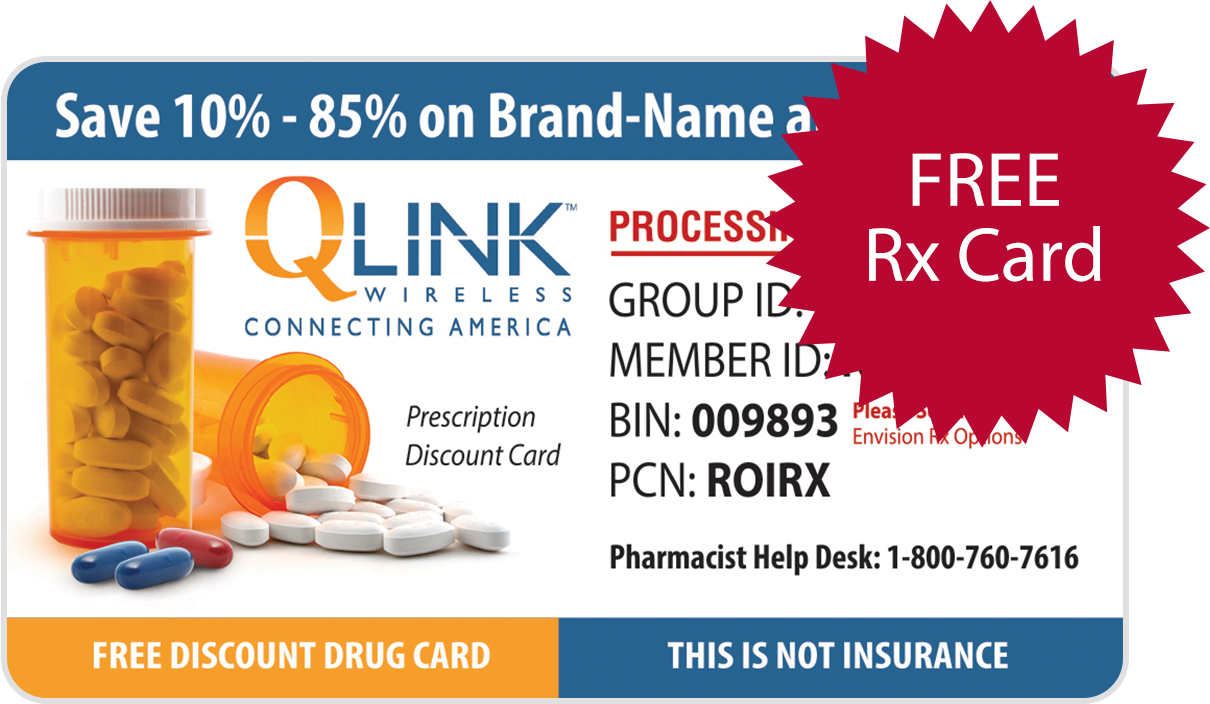 Save 10% - 85% on Brand-Name
FREE
Rx Card
QLINK™
WIRELESS
CONNECTING AMERICA
Prescription
Discount Card
GROUP ID:
MEMBER ID:
BIN: 009893
Envision Rx Options
PCN: ROIRX
Pharmacist Help Desk: 1-800-760-7616
FREE DISCOUNT DRUG CARD
THIS IS NOT INSURANCE